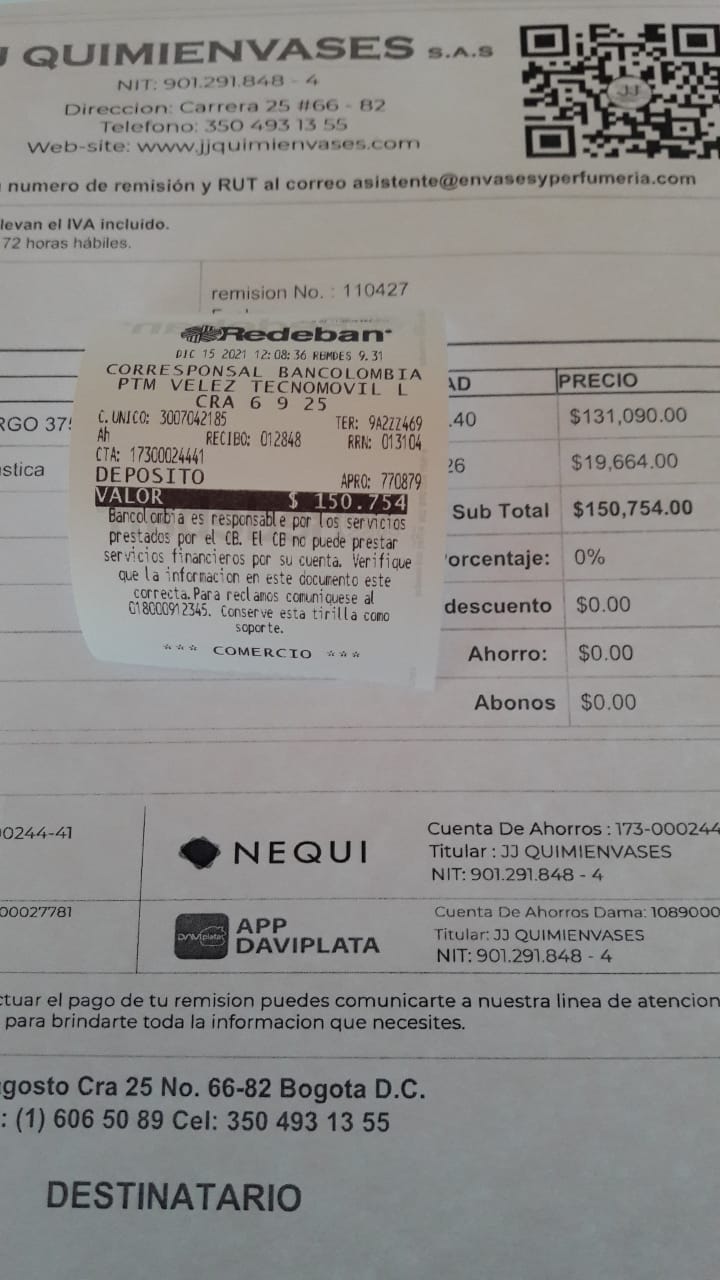 J QUIMIENVASES S.A.S
NIT: 901.291.848 - 4
Direccion: Carrera 25 #66 - 82
Telefono: 350 493 13 55
Web-site: www.jjquimienvases.com
JJ
numero de remisión y RUT al correo asistente@envasesyperfumeria.com
levan el IVA incluido.
72 horas hábiles.
remision No. : 110427
Redeban
DIC 15 2021 12:08:36 RBMDES 9.31
CORRESPONSAL BANCOLOMBIA
PTM VELEZ TECNOMOVIL L
CRA 6 9 25
C. UNICO: 3007042185 TER: 9AZZZ469
Ah RECIBO: 012848 RRN: 013104
CTA: 17300024441
DEPOSITO APRO: 770879
VALOR $ 150.754
Bancolombia es responsable por los servicios
prestados por el CB. El CB no puede prestar
servicios financieros por su cuenta. Verifique
que la informacion en este documento este
correcta. Para reclamos comuniquese al
018000912345. Conserve esta tirilla como
soporte.
*** COMERCIO ***
AD PRECIO
RGO 375 .40 $131,090.00
stica 26 $19,664.00
Sub Total $150,754.00
orcentaje: 0%
descuento $0.00
Ahorro: $0.00
Abonos $0.00
00244-41 NEQUI Cuenta De Ahorros : 173-000244
Titular : JJ QUIMIENVASES
NIT: 901.291.848 - 4
00027781 DAViplata APP DAVIPLATA Cuenta De Ahorros Dama: 1089000
Titular: JJ QUIMIENVASES
NIT: 901.291.848 - 4
ctuar el pago de tu remision puedes comunicarte a nuestra linea de atencion
para brindarte toda la informacion que necesites.
gosto Cra 25 No. 66-82 Bogota D.C.
: (1) 606 50 89 Cel: 350 493 13 55
DESTINATARIO